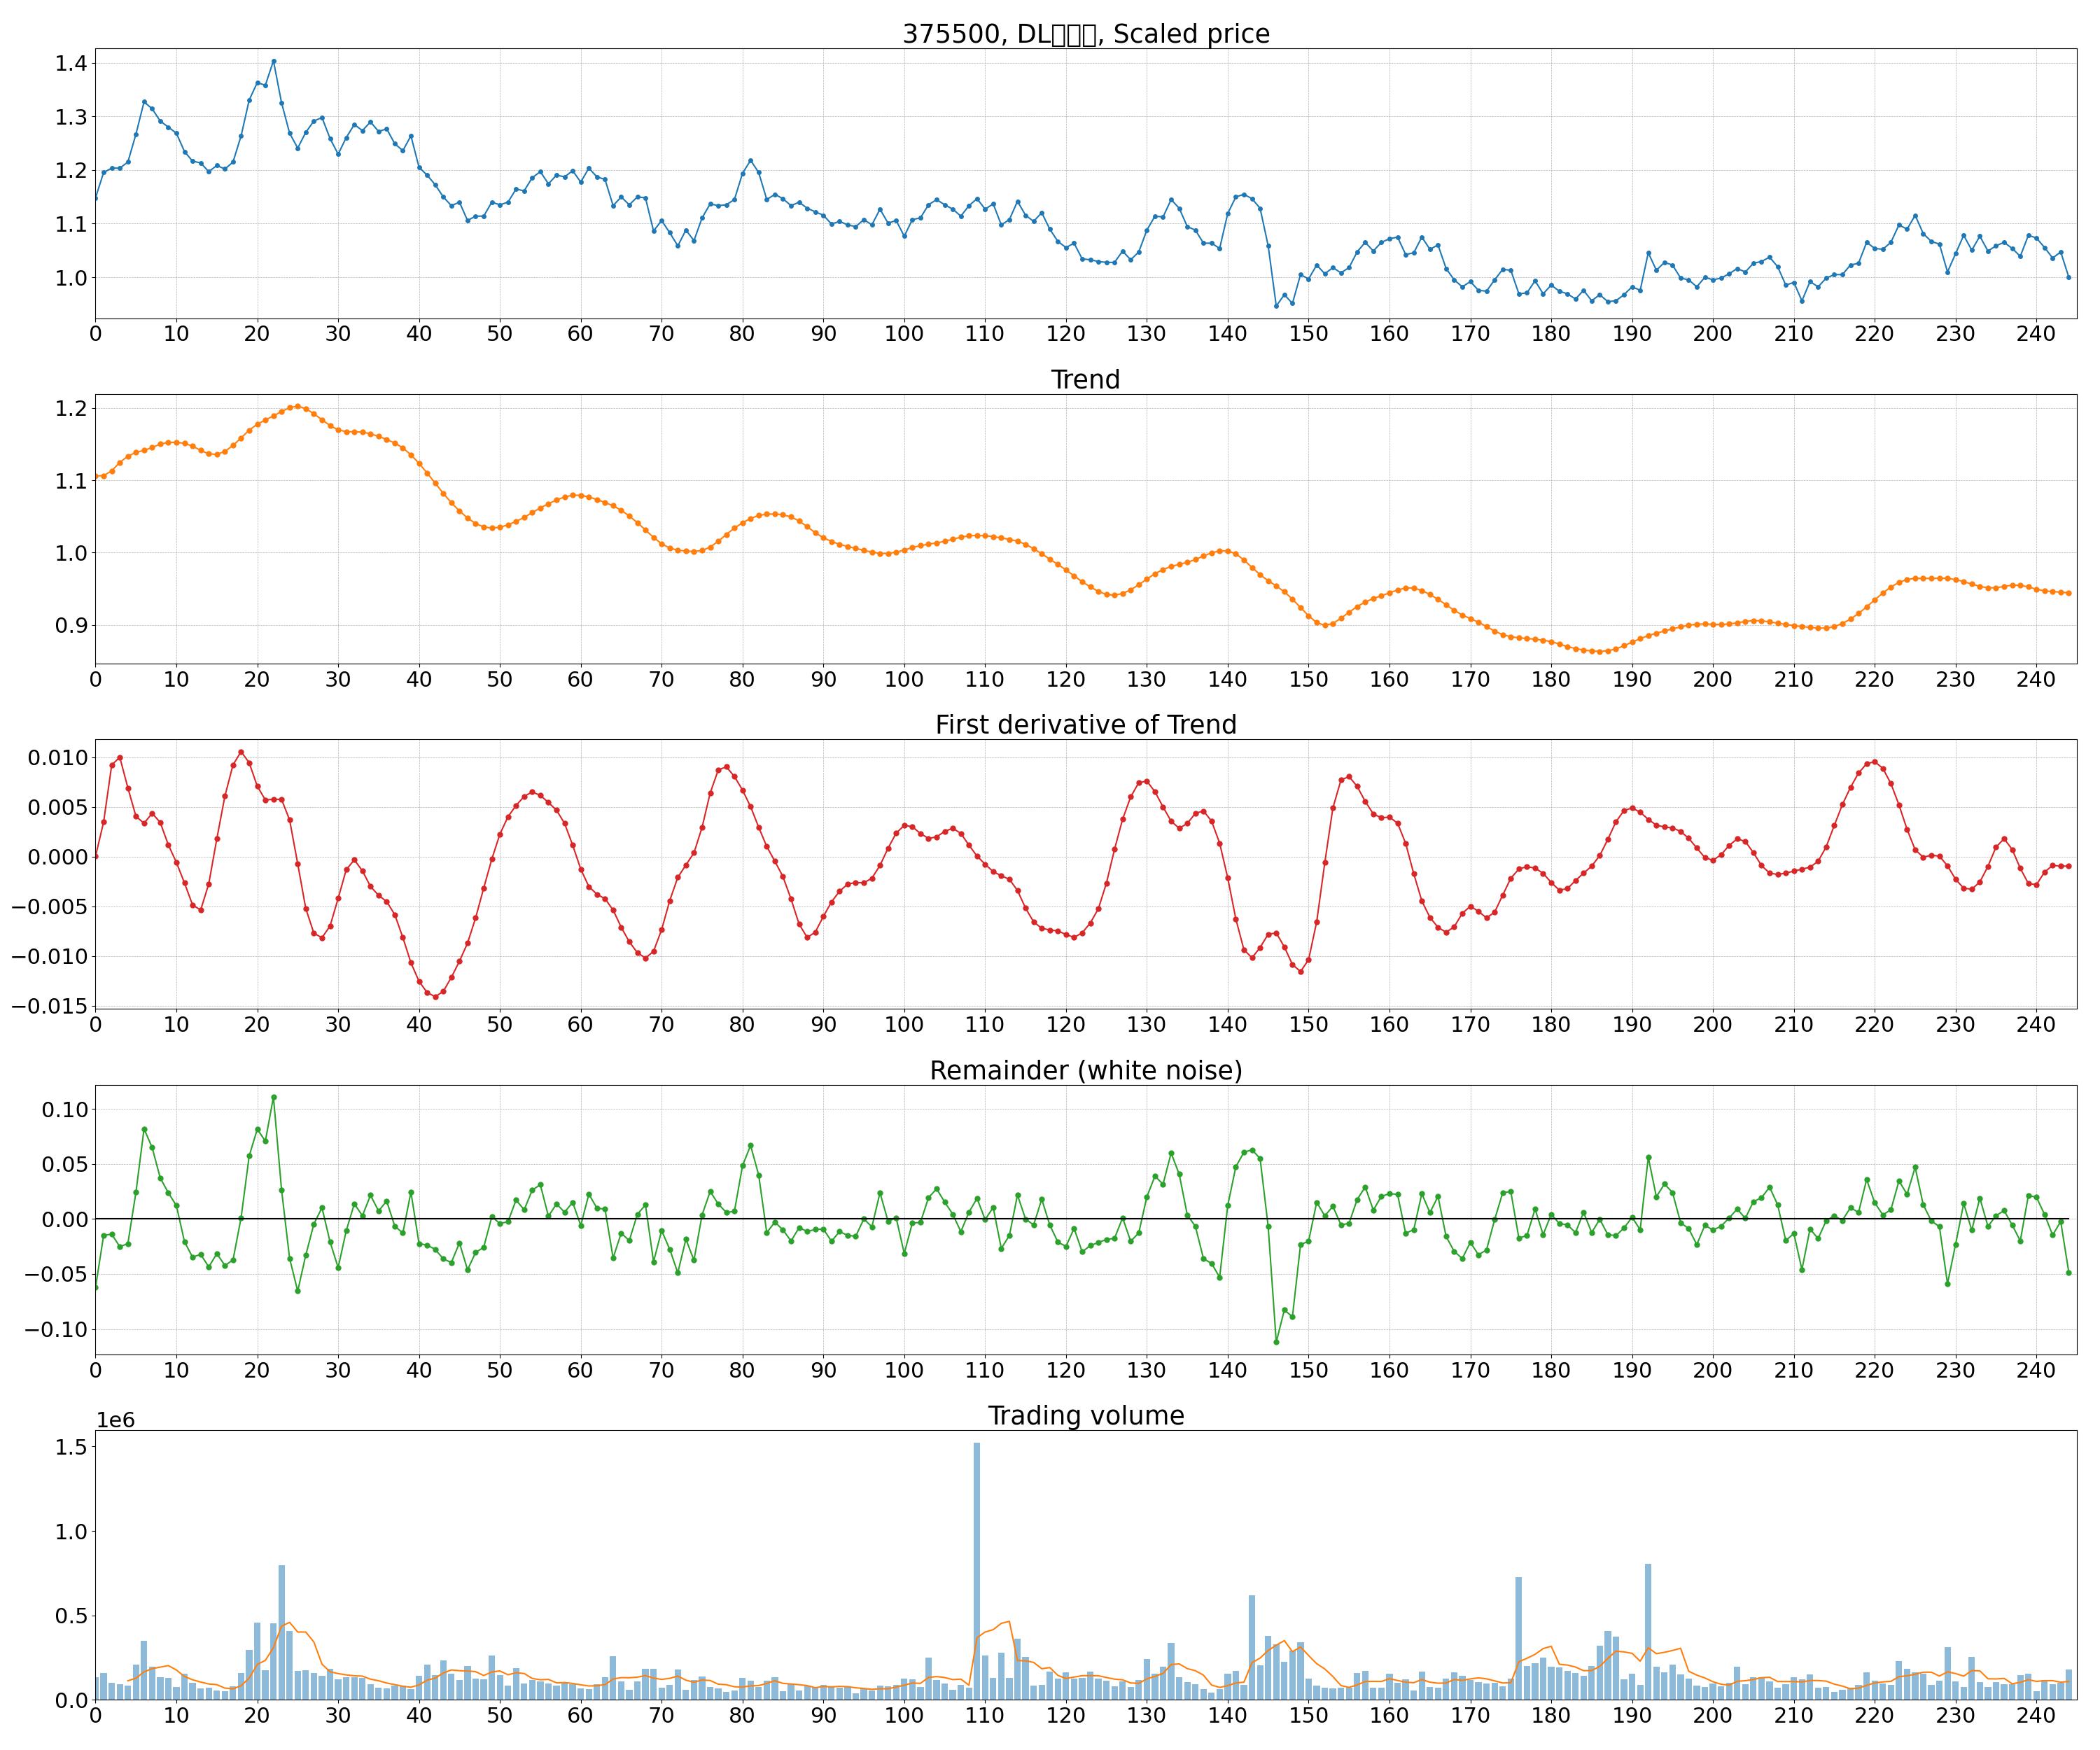 375500, DL□□□, Scaled price
1.4
1.3
1.2
1.1
1.0
0 10 20 30 40 50 60 70 80 90 100 110 120 130 140 150 160 170 180 190 200 210 220 230 240
Trend
1.2
1.1
1.0
0.9
0 10 20 30 40 50 60 70 80 90 100 110 120 130 140 150 160 170 180 190 200 210 220 230 240
First derivative of Trend
0.010
0.005
0.000
−0.005
−0.010
−0.015
0 10 20 30 40 50 60 70 80 90 100 110 120 130 140 150 160 170 180 190 200 210 220 230 240
Remainder (white noise)
0.10
0.05
0.00
−0.05
−0.10
0 10 20 30 40 50 60 70 80 90 100 110 120 130 140 150 160 170 180 190 200 210 220 230 240
Trading volume
1e6
1.5
1.0
0.5
0.0
0 10 20 30 40 50 60 70 80 90 100 110 120 130 140 150 160 170 180 190 200 210 220 230 240